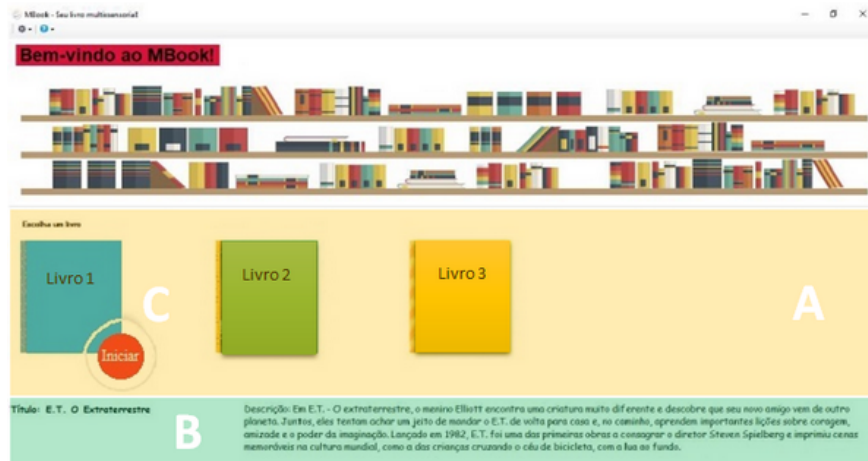 MBook - Seu livro multissensorial
Bem-vindo ao MBook!
Escolha um livro
Livro 1
Livro 2
Livro 3
C
A
Iniciar
Título: E.T. O Extraterrestre
B
Descrição: Em E.T. - O extraterrestre, o menino Elliott encontra uma criatura muito diferente e descobre que seu novo amigo vem de outro
planeta. Juntos, eles tentam achar um jeito de mandar o E.T. de volta para casa e, no caminho, aprendem importantes lições sobre coragem,
amizade e o poder da imaginação. Lançado em 1982, E.T. foi uma das primeiras obras a consagrar o diretor Steven Spielberg e imprimiu cenas
memoráveis na cultura mundial, como a das crianças cruzando o céu de bicicleta, com a lua ao fundo.